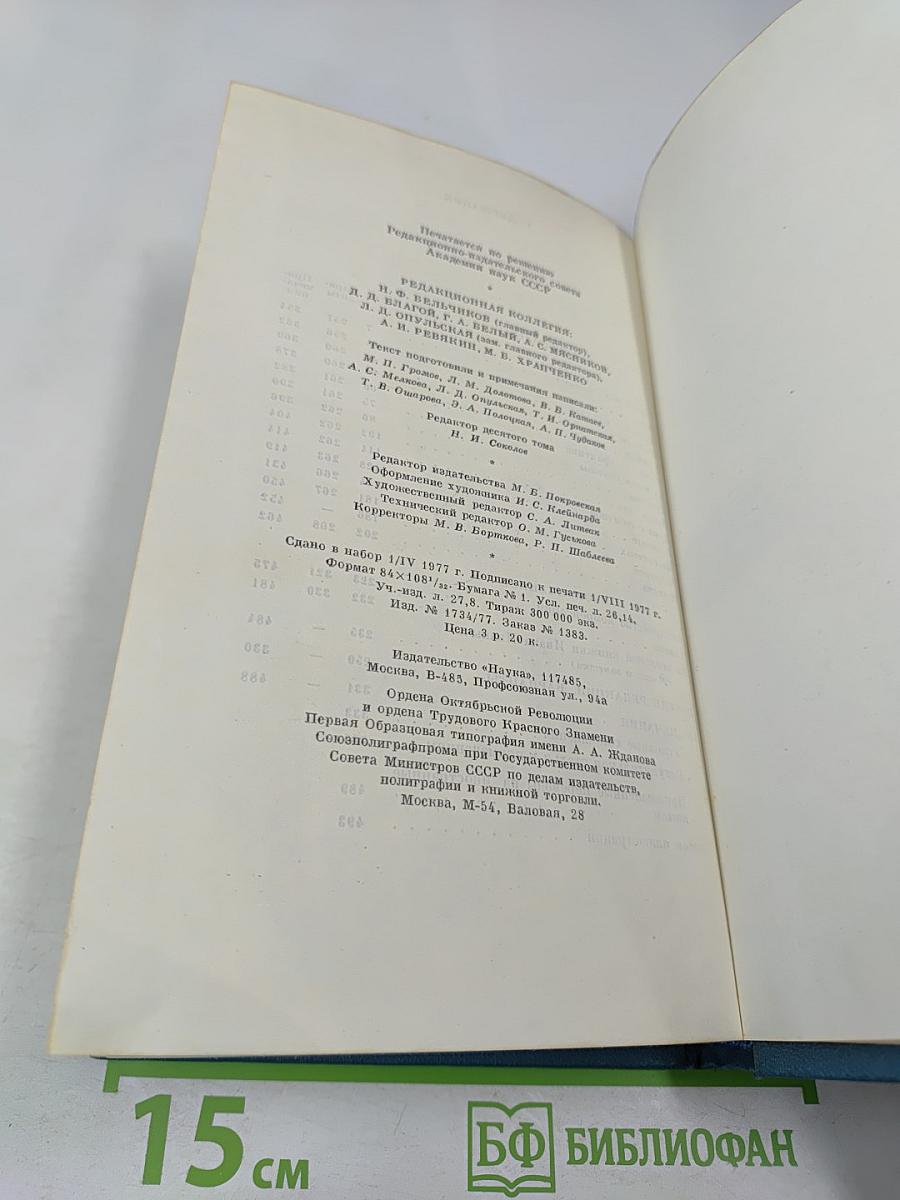 Печатается по решению
Редакционно-издательского совета
Академии наук СССР
*
РЕДАКЦИОННАЯ КОЛЛЕГИЯ:
Н. Ф. БЕЛЬЧИКОВ (главный редактор),
Д. Д. БЛАГОЙ, Г. А. БЯЛЫЙ, А. С. МЯСНИКОВ,
Л. Д. ОПУЛЬСКАЯ (зам. главного редактора),
А. И. РЕВЯКИН, М. Б. ХРАПЧЕНКО
Текст подготовили и примечания написали:
М. П. Громов, Л. М. Долотова, В. Б. Катаев,
А. С. Мелкова, Л. Д. Опульская, Т. И. Орнатская,
Т. В. Ошарова, Э. А. Полоцкая, А. П. Чудаков
Редактор десятого тома
Н. И. Соколов
*
Редактор издательства М. Б. Покровская
Оформление художника И. С. Клейнарда
Художественный редактор С. А. Литвак
Технический редактор О. М. Гуськова
Корректоры М. В. Борткова, Р. П. Шаблеева
*
Сдано в набор 1/IV 1977 г. Подписано к печати 1/VIII 1977 г.
Формат 84×108¹/₃₂. Бумага № 1. Усл. печ. л. 26,14.
Уч.-изд. л. 27,8. Тираж 300 000 экз.
Изд. № 1734/77. Заказ № 1383.
Цена 3 р. 20 к.
Издательство «Наука», 117485,
Москва, В-485, Профсоюзная ул., 94а
Ордена Октябрьской Революции
и ордена Трудового Красного Знамени
Первая Образцовая типография имени А. А. Жданова
Союзполиграфпрома при Государственном комитете
Совета Министров СССР по делам издательств,
полиграфии и книжной торговли.
Москва, М-54, Валовая, 28
15 см
БФ БИБЛИОФАН